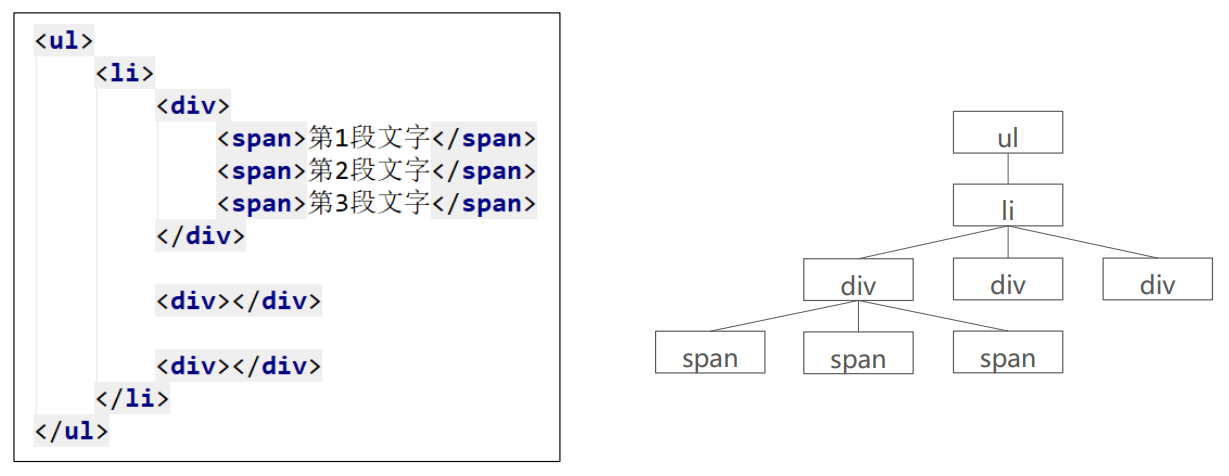 <ul>
<li>
<div>
<span>第1段文字</span>
<span>第2段文字</span>
<span>第3段文字</span>
</div>
<div></div>
<div></div>
</li>
</ul>
ul
li
div div div
span span span